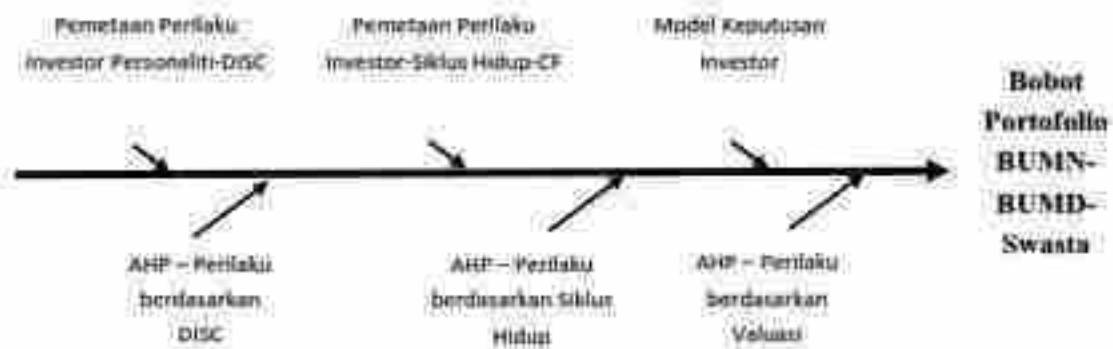 Pemetaan Perilaku
Investor Personaliti-DISC
Pemetaan Perilaku
Investor-Siklus Hidup-CF
Model Keputusan
Investor
Bobot
Portofolio
BUMN-
BUMD-
Swasta
AHP – Perilaku
berdasarkan
DISC
AHP – Perilaku
berdasarkan Siklus
Hidup
AHP – Perilaku
berdasarkan
Valuasi